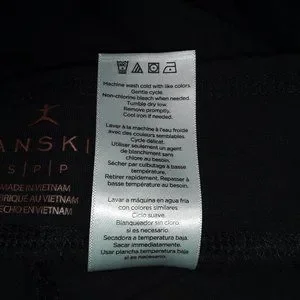 ANSKI
S/P/P
MADE IN VIETNAM
FABRIQUÉ AU VIETNAM
HECHO EN VIETNAM
Machine wash cold with like colors.
Gentle cycle.
Non-chlorine bleach when needed.
Tumble dry low.
Remove promptly.
Cool iron if needed.
Laver à la machine à l'eau froide
avec des couleurs semblables.
Cycle délicat.
Utiliser seulement un agent
de blanchiment sans
chlore au besoin.
Sécher par culbutage à basse
température.
Retirer rapidement. Repasser à
basse température au besoin.
Lavar a máquina en agua fria
con colores similares.
Ciclo suave.
Blanqueador sin cloro
si es necesario.
Secadora a temperatura baja.
Sacar inmediatamente.
Usar plancha temperatura baja
si es necesario.